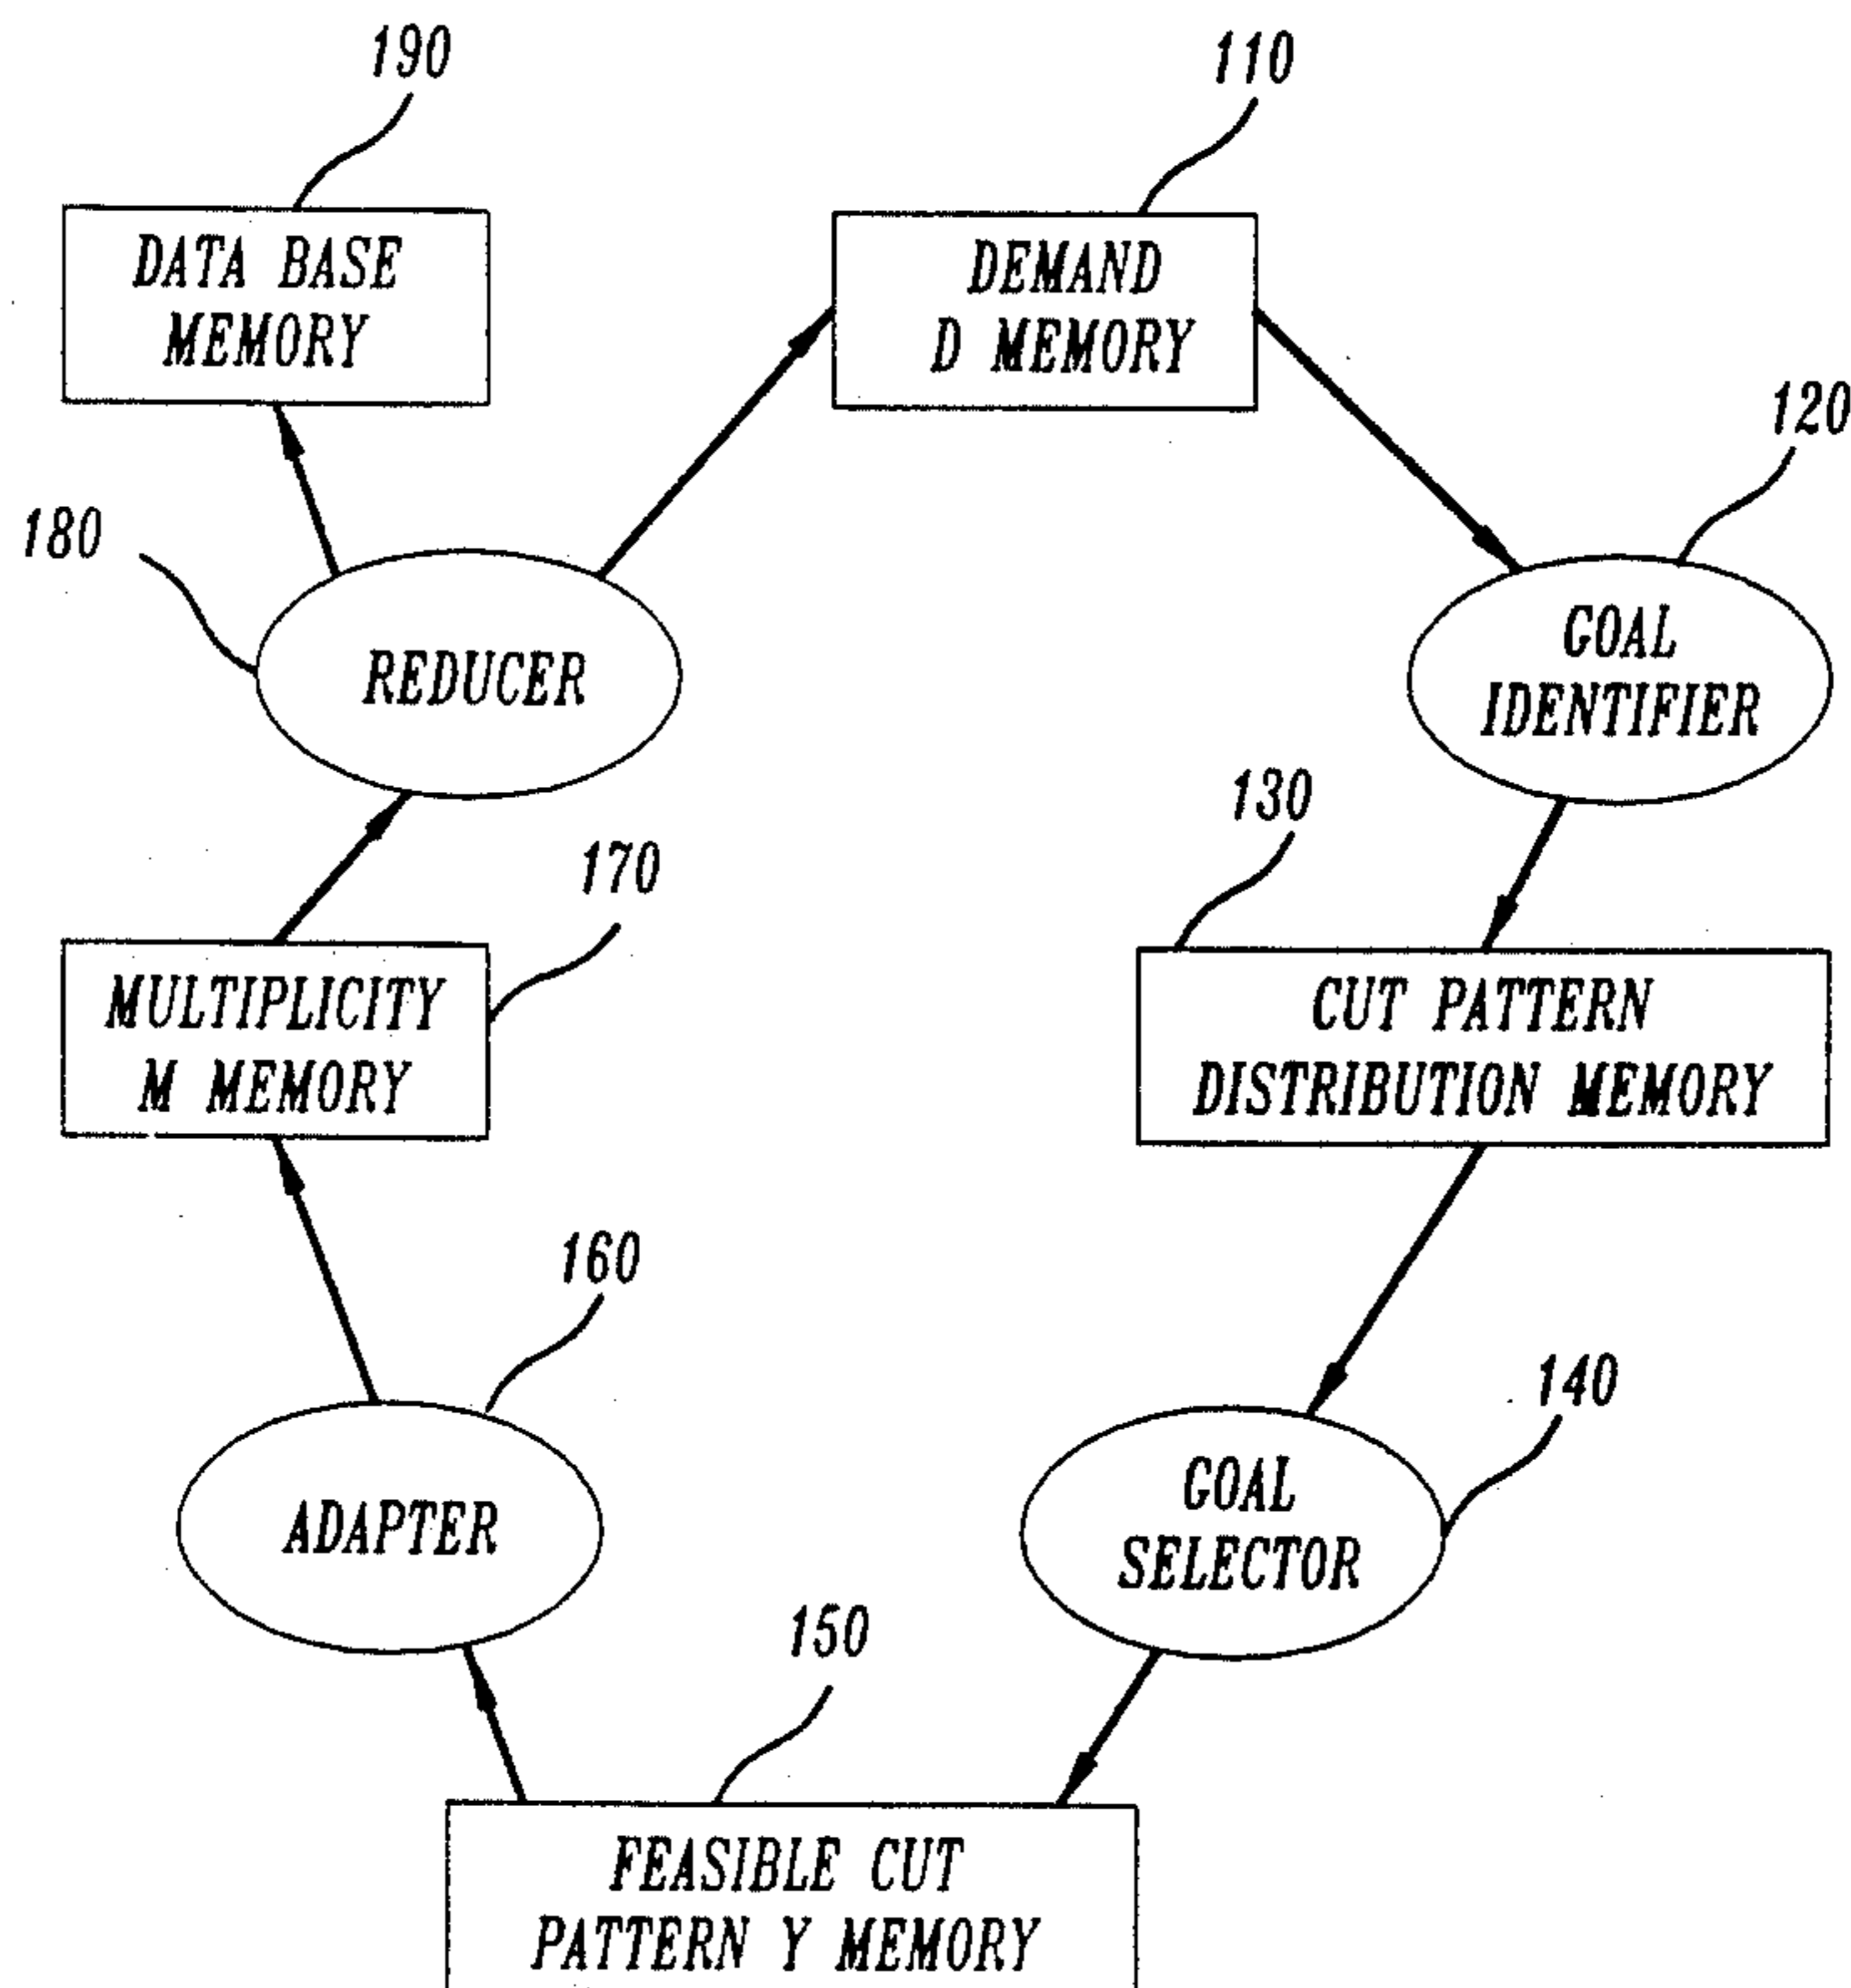 190
110
DATA BASE
MEMORY
DEMAND
D MEMORY
120
180
REDUCER
GOAL
IDENTIFIER
130
170
MULTIPLICITY
M MEMORY
CUT PATTERN
DISTRIBUTION MEMORY
160
140
ADAPTER
GOAL
SELECTOR
150
FEASIBLE CUT
PATTERN Y MEMORY